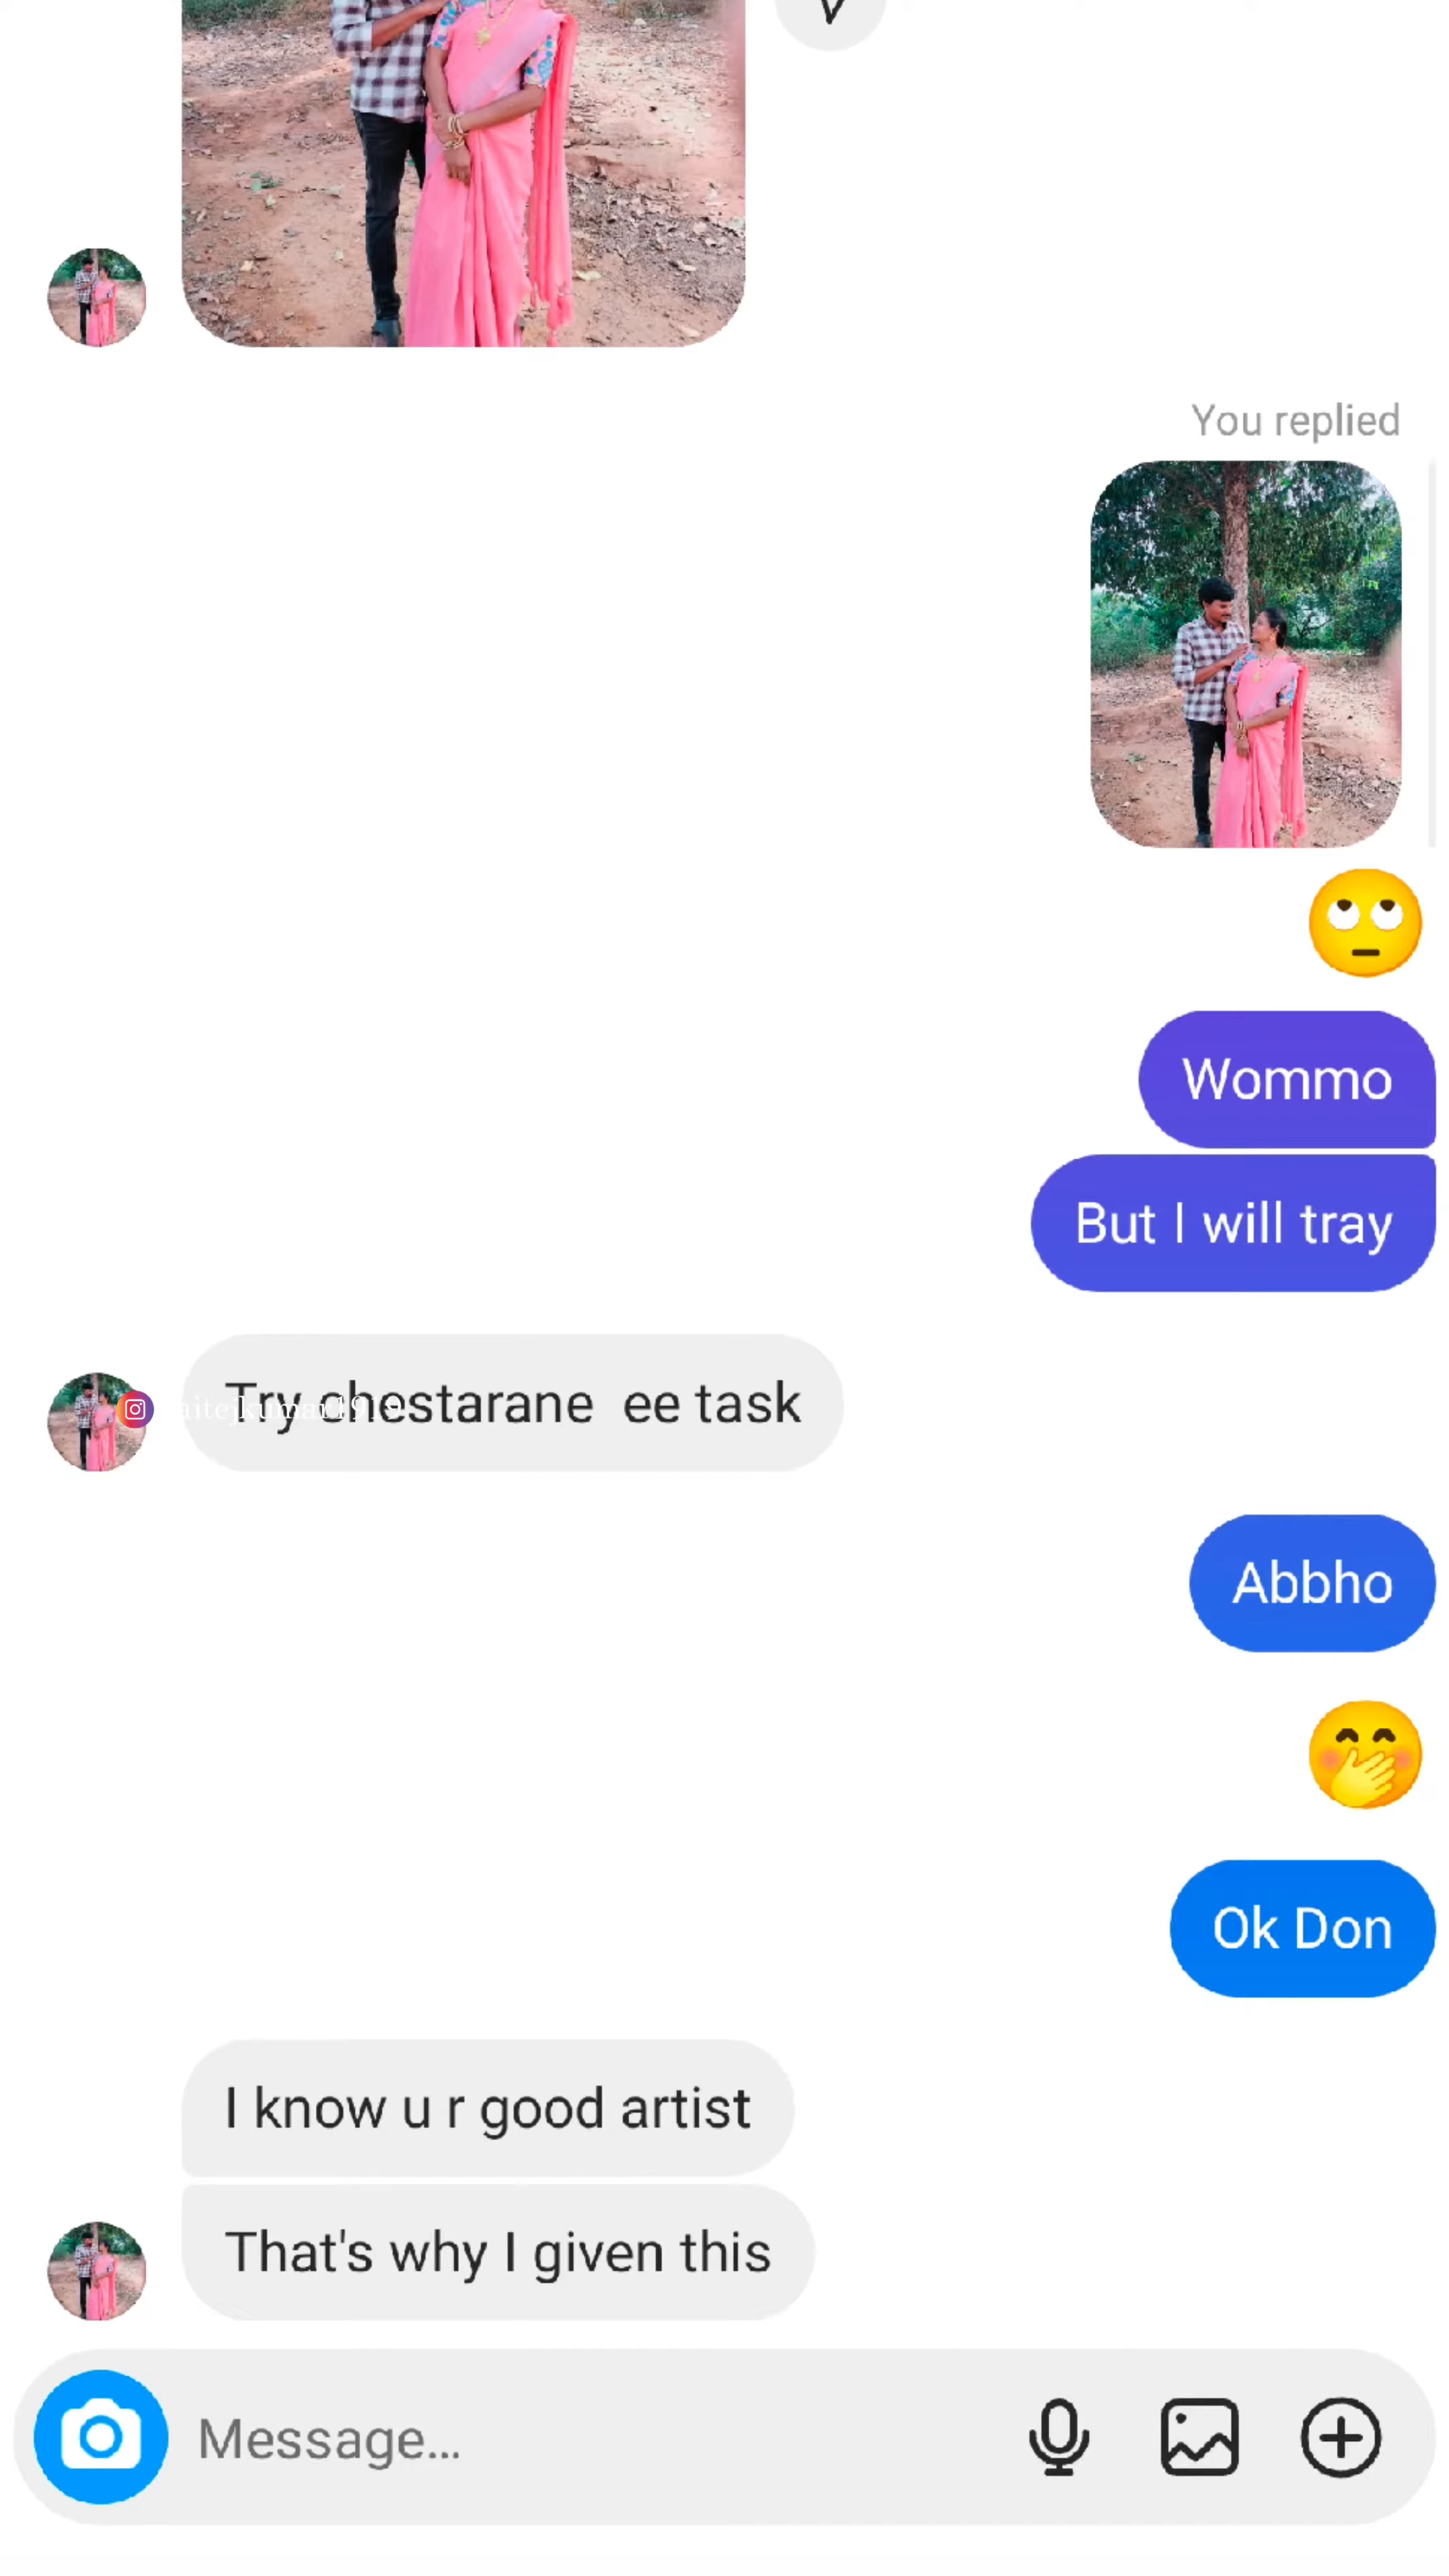 You replied
Wommo
But I will tray
Try chestarane ee task
Abbho
Ok Don
I know u r good artist
That's why I given this
Message...